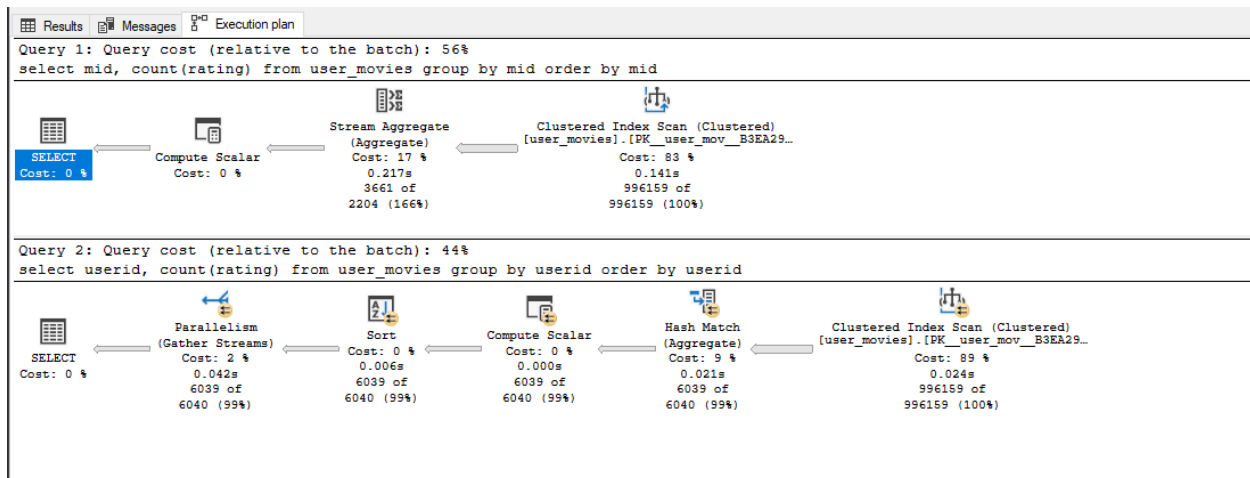 Results Messages Execution plan
Query 1: Query cost (relative to the batch): 56%
select mid, count(rating) from user_movies group by mid order by mid
SELECT
Cost: 0 %
Compute Scalar
Cost: 0 %
Stream Aggregate
(Aggregate)
Cost: 17 %
0.217s
3661 of
2204 (166%)
Clustered Index Scan (Clustered)
[user_movies].[PK__user_mov__B3EA29…
Cost: 83 %
0.141s
996159 of
996159 (100%)
Query 2: Query cost (relative to the batch): 44%
select userid, count(rating) from user_movies group by userid order by userid
SELECT
Cost: 0 %
Parallelism
(Gather Streams)
Cost: 2 %
0.042s
6039 of
6040 (99%)
Sort
Cost: 0 %
0.006s
6039 of
6040 (99%)
Compute Scalar
Cost: 0 %
0.000s
6039 of
6040 (99%)
Hash Match
(Aggregate)
Cost: 9 %
0.021s
6039 of
6040 (99%)
Clustered Index Scan (Clustered)
[user_movies].[PK__user_mov__B3EA29…
Cost: 89 %
0.024s
996159 of
996159 (100%)